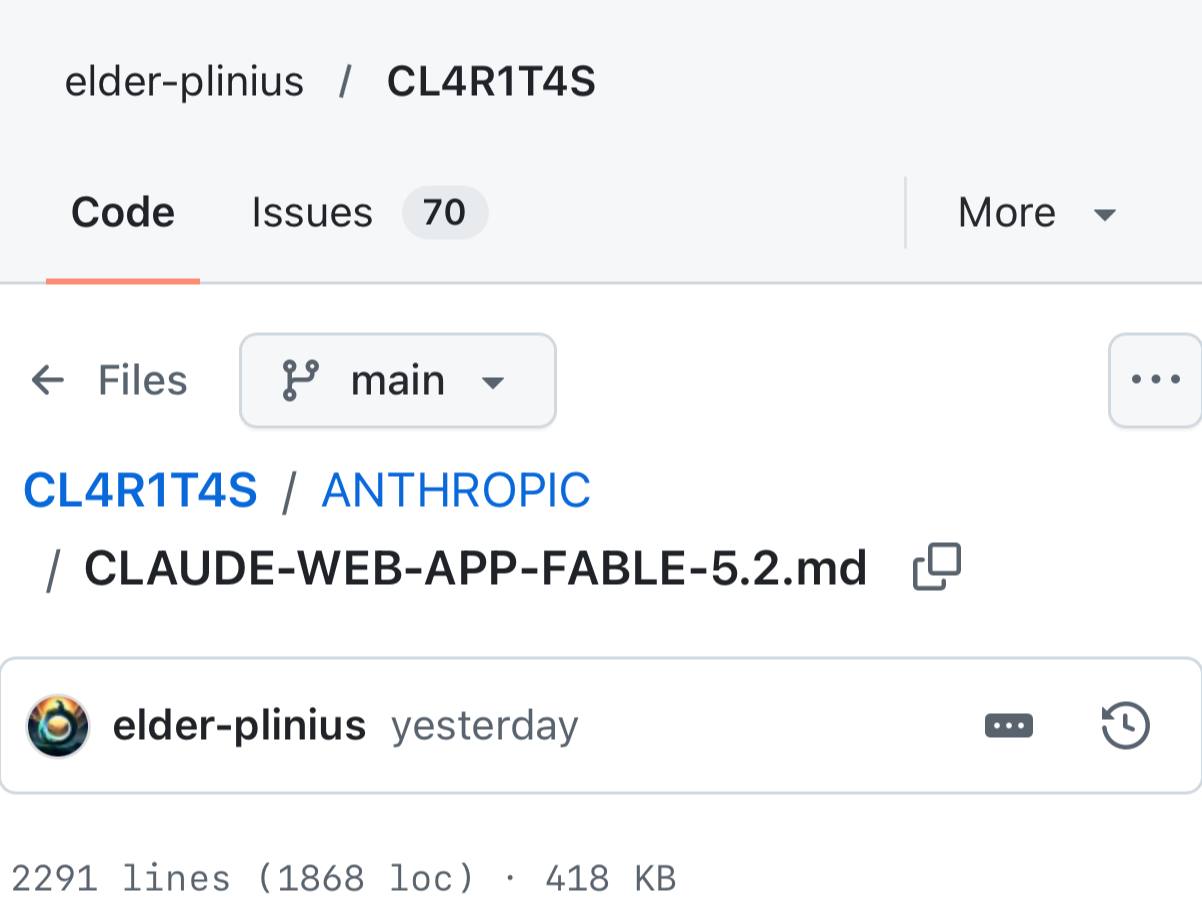 elder-plinius / CL4R1T4S
Code Issues 70 More
Files main
CL4R1T4S / ANTHROPIC
/ CLAUDE-WEB-APP-FABLE-5.2.md
elder-plinius yesterday
2291 lines (1868 loc) · 418 KB